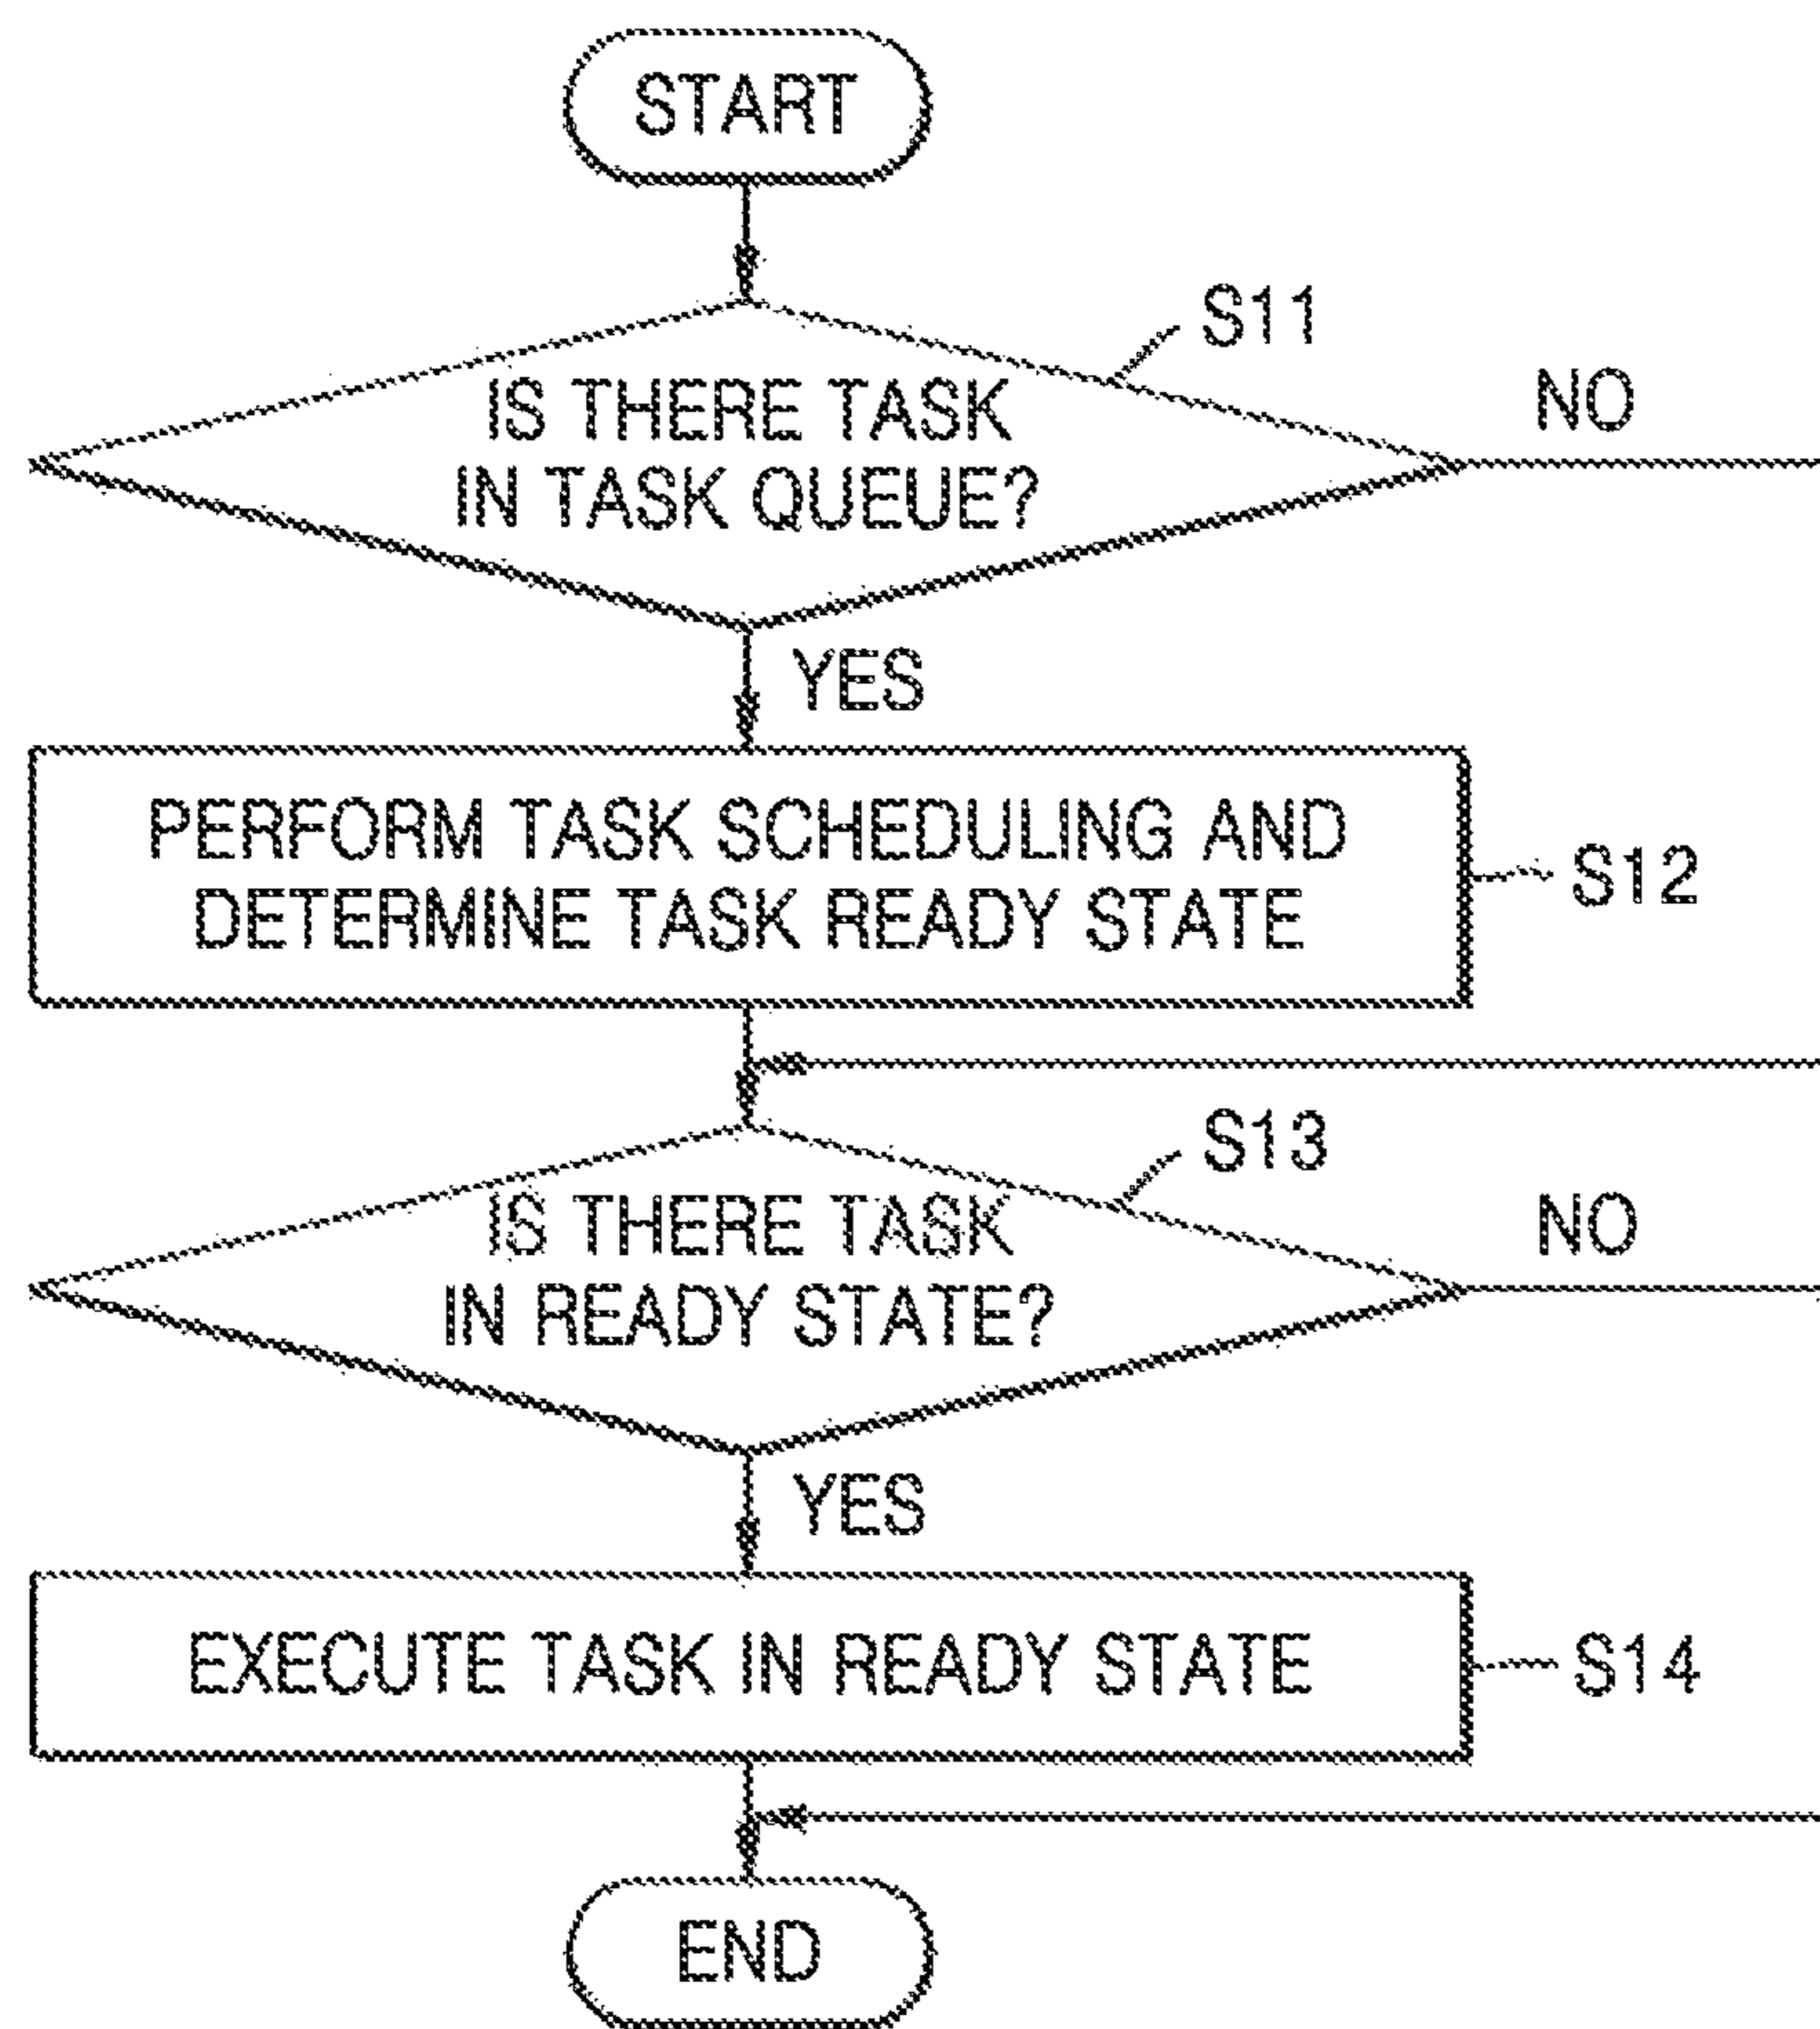 START
S11
IS THERE TASK
IN TASK QUEUE?
NO
YES
PERFORM TASK SCHEDULING AND
DETERMINE TASK READY STATE
S12
S13
IS THERE TASK
IN READY STATE?
NO
YES
EXECUTE TASK IN READY STATE
S14
END